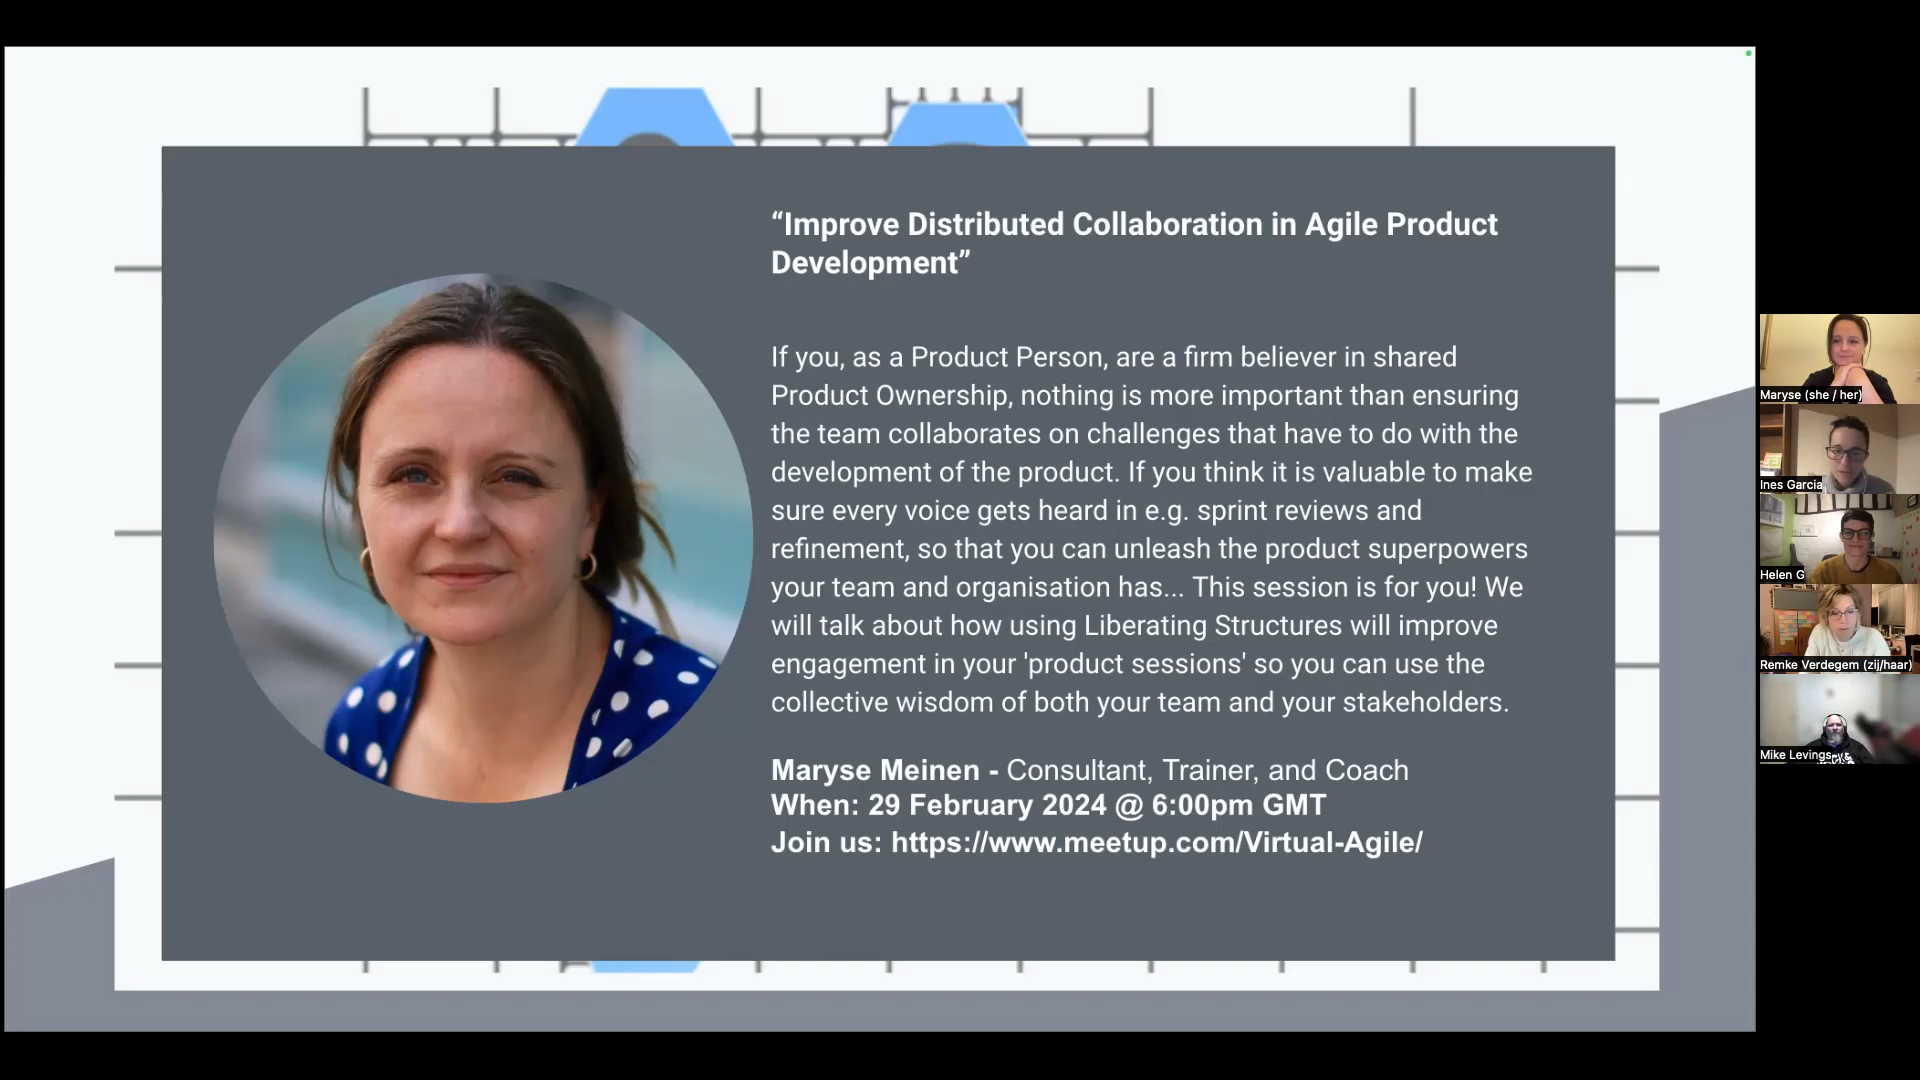 “Improve Distributed Collaboration in Agile Product
Development”
If you, as a Product Person, are a firm believer in shared
Product Ownership, nothing is more important than ensuring
the team collaborates on challenges that have to do with the
development of the product. If you think it is valuable to make
sure every voice gets heard in e.g. sprint reviews and
refinement, so that you can unleash the product superpowers
your team and organisation has... This session is for you! We
will talk about how using Liberating Structures will improve
engagement in your 'product sessions' so you can use the
collective wisdom of both your team and your stakeholders.
Maryse Meinen - Consultant, Trainer, and Coach
When: 29 February 2024 @ 6:00pm GMT
Join us: https://www.meetup.com/Virtual-Agile/
Maryse (she / her)
Ines Garcia
Helen G
Remke Verdegem (zij/haar)
Mike Levings